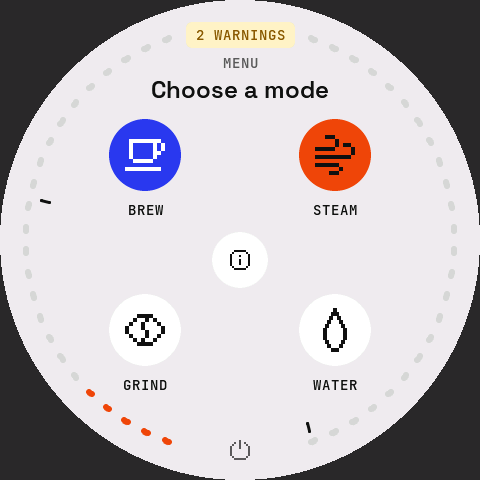 2 WARNINGS
MENU
Choose a mode
BREW
STEAM
GRIND
WATER